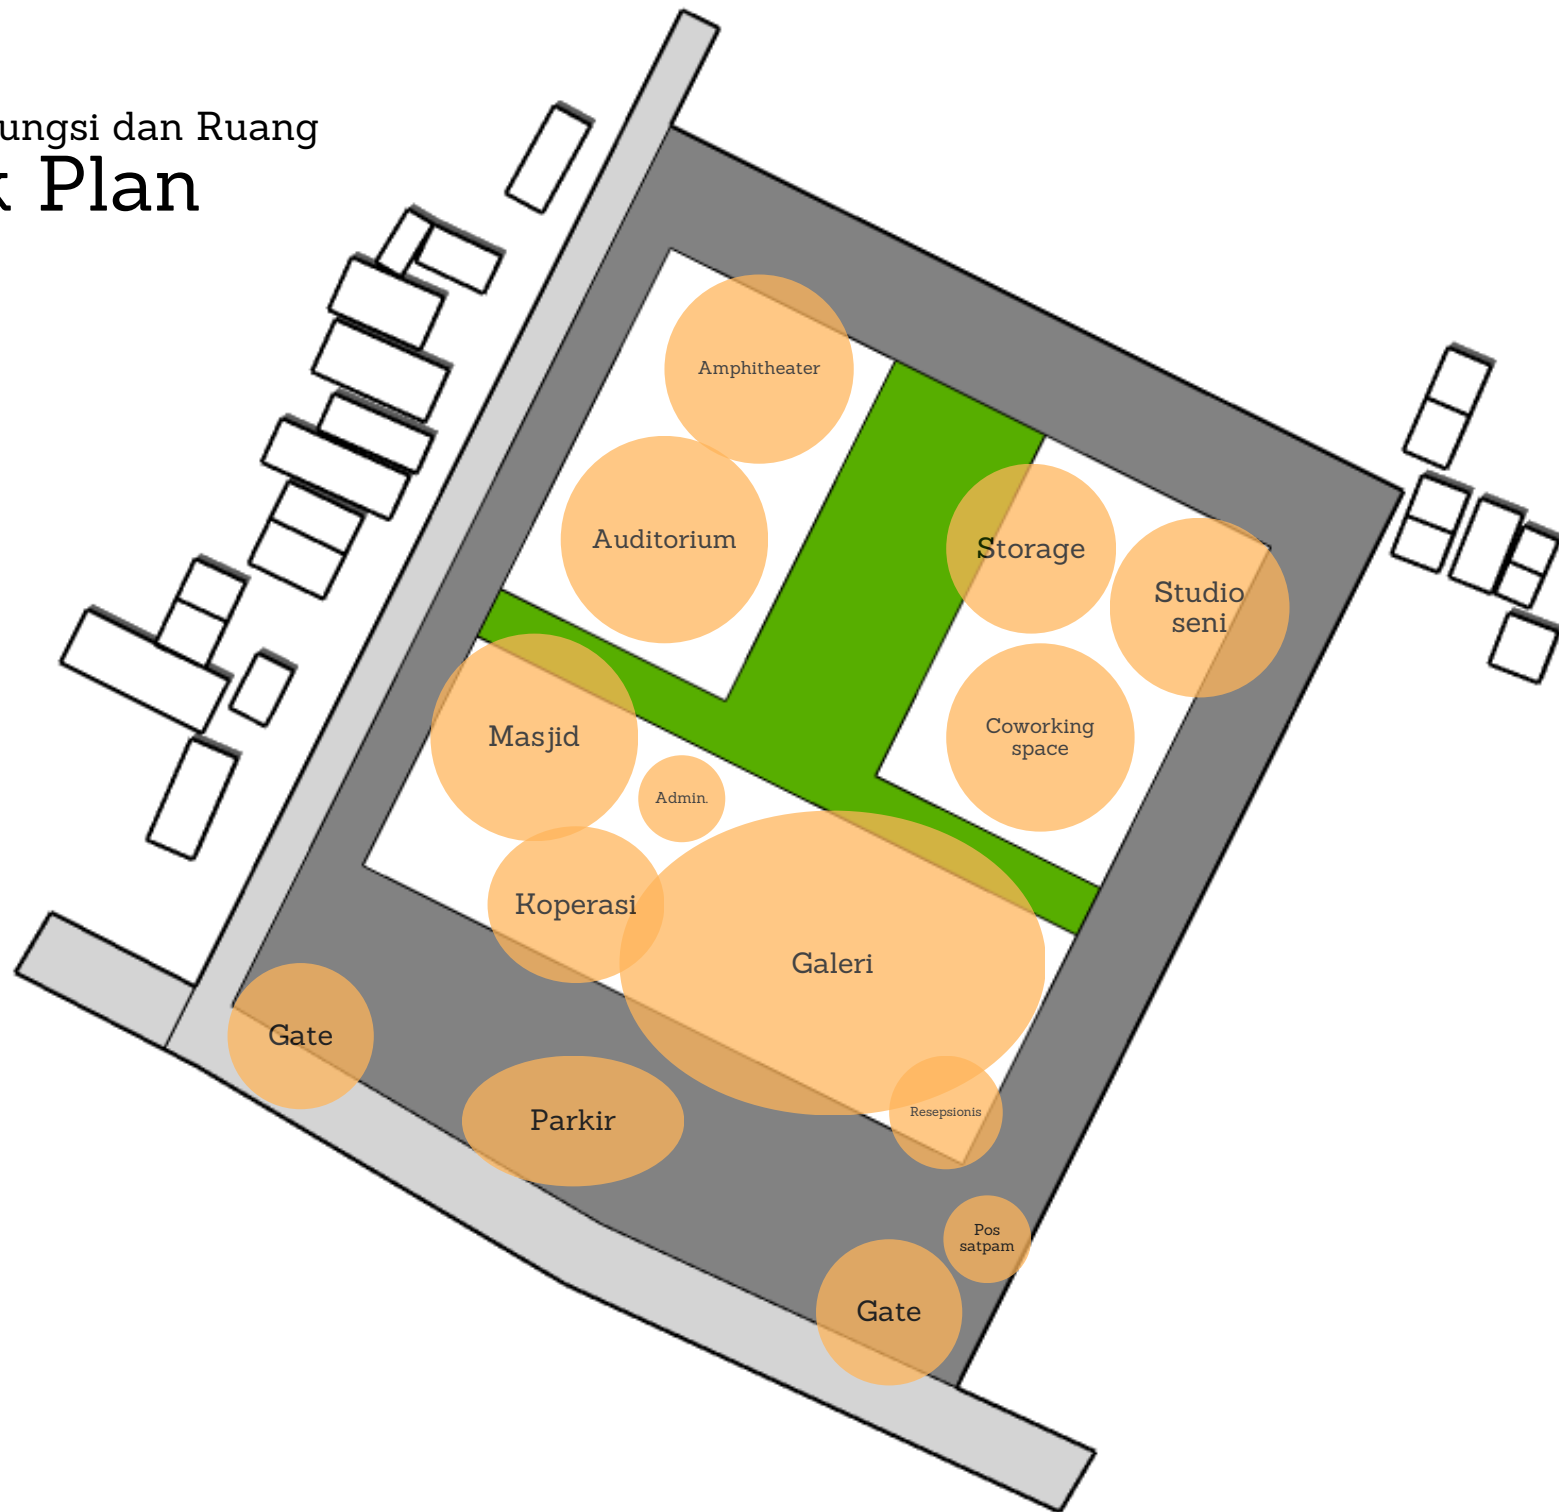 ungsi dan Ruang
Plan
Amphitheater
Auditorium
Storage
Studio
seni
Masjid
Coworking
space
Admin.
Koperasi
Galeri
Gate
Parkir
Resepsionis
Pos
satpam
Gate